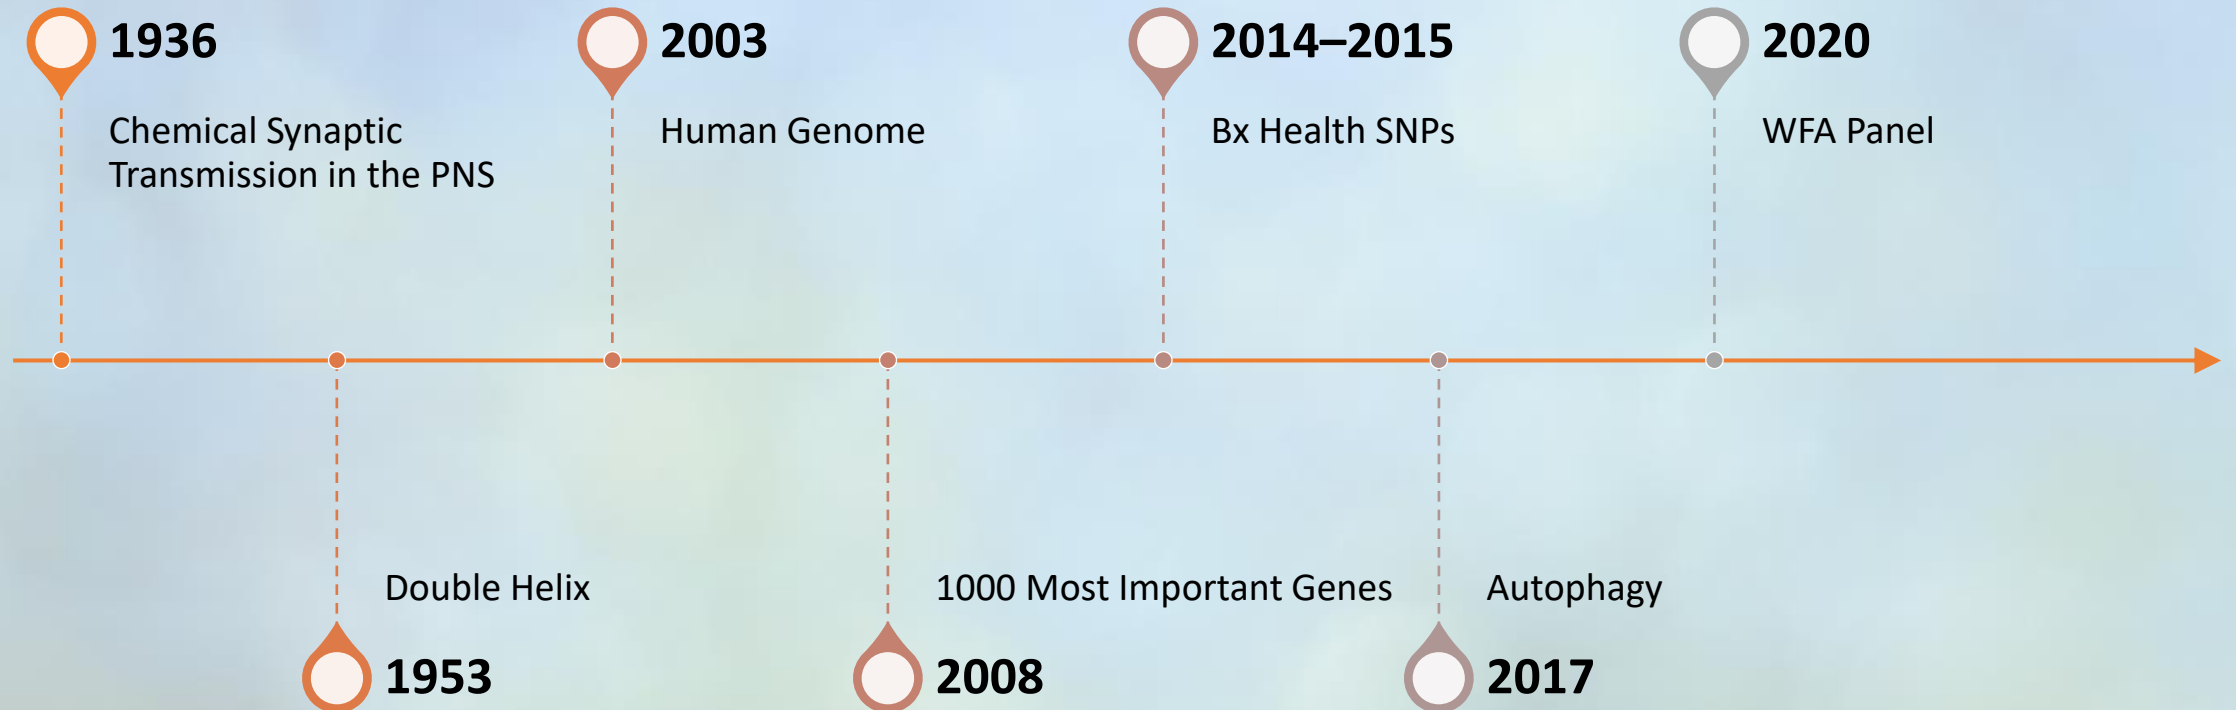 1936
Chemical Synaptic
Transmission in the PNS
Double Helix
1953
2003
Human Genome
1000 Most Important Genes
2008
2014–2015
Bx Health SNPs
Autophagy
2017
2020
WFA Panel